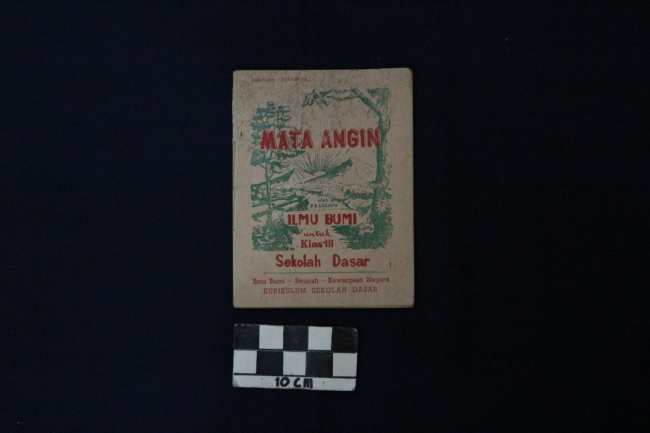 MATA ANGIN
ILMU BUMI
untuk
Klas III
Sekolah Dasar
Ilmu Bumi — Sejarah — Kewargaan Negara
KURIKULUM SEKOLAH DASAR
10 CM